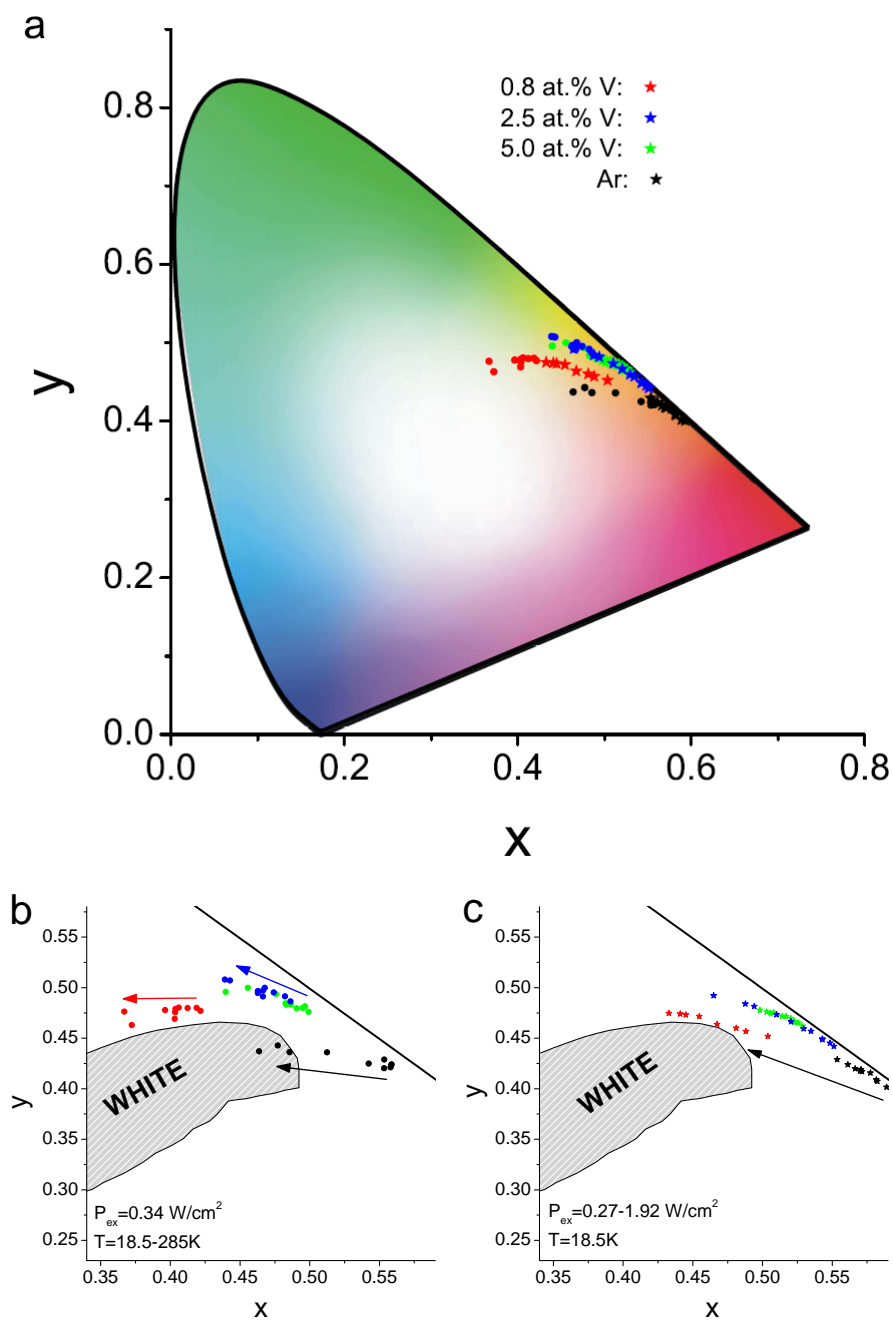 a
0.8 at.% V:
2.5 at.% V:
5.0 at.% V:
Ar:
0.8
0.6
0.4
0.2
0.0
y
0.0 0.2 0.4 0.6 0.8
x
b
0.55
0.50
0.45
0.40
0.35
0.30
0.25
y
WHITE
P_ex=0.34 W/cm²
T=18.5-285K
0.35 0.40 0.45 0.50 0.55
x
c
0.55
0.50
0.45
0.40
0.35
0.30
0.25
y
WHITE
P_ex=0.27-1.92 W/cm²
T=18.5K
0.35 0.40 0.45 0.50 0.55
x